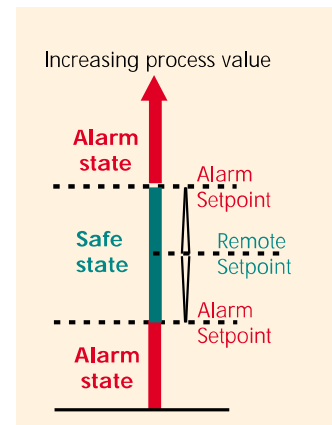 Increasing process value
Alarm
state
Alarm
Setpoint
Safe
state
Remote
Setpoint
Alarm
Setpoint
Alarm
state